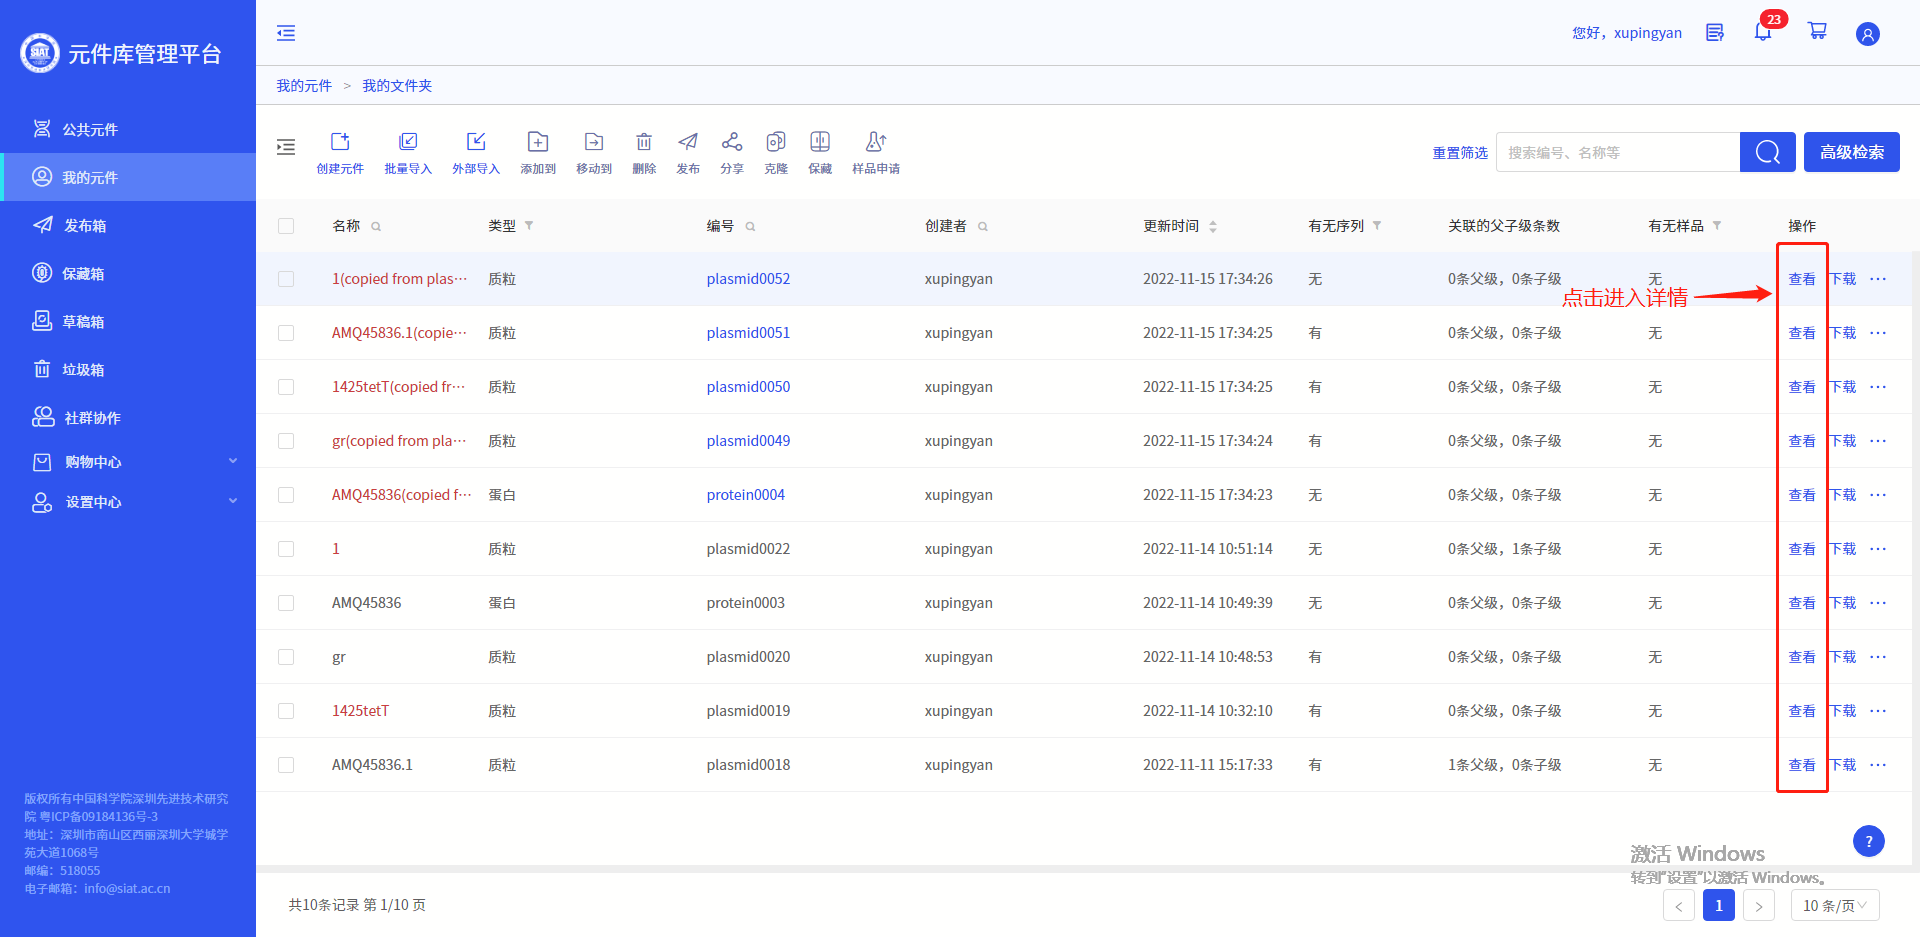 SIAT 元件库管理平台
公共元件
我的元件
发布箱
保藏箱
草稿箱
垃圾箱
社群协作
购物中心
设置中心
版权所有中国科学院深圳先进技术研究
院 粤ICP备09184136号-3
地址：深圳市南山区西丽深圳大学城学
苑大道1068号
邮编：518055
电子邮箱：info@siat.ac.cn
您好，xupingyan 23
我的元件 > 我的文件夹
创建元件 批量导入 外部导入 添加到 移动到 删除 发布 分享 克隆 保藏 样品申请 重置筛选 搜索编号、名称等 高级检索
名称 类型 编号 创建者 更新时间 有无序列 关联的父子级条数 有无样品 操作
1(copied from plas··· 质粒 plasmid0052 xupingyan 2022-11-15 17:34:26 无 0条父级，0条子级 无 查看 下载 ···
点击进入详情
AMQ45836.1(copie··· 质粒 plasmid0051 xupingyan 2022-11-15 17:34:25 有 0条父级，0条子级 无 查看 下载 ···
1425tetT(copied fr··· 质粒 plasmid0050 xupingyan 2022-11-15 17:34:25 有 0条父级，0条子级 无 查看 下载 ···
gr(copied from pla··· 质粒 plasmid0049 xupingyan 2022-11-15 17:34:24 有 0条父级，0条子级 无 查看 下载 ···
AMQ45836(copied f··· 蛋白 protein0004 xupingyan 2022-11-15 17:34:23 无 0条父级，0条子级 无 查看 下载 ···
1 质粒 plasmid0022 xupingyan 2022-11-14 10:51:14 无 0条父级，1条子级 无 查看 下载 ···
AMQ45836 蛋白 protein0003 xupingyan 2022-11-14 10:49:39 无 0条父级，0条子级 无 查看 下载 ···
gr 质粒 plasmid0020 xupingyan 2022-11-14 10:48:53 有 0条父级，0条子级 无 查看 下载 ···
1425tetT 质粒 plasmid0019 xupingyan 2022-11-14 10:32:10 有 0条父级，0条子级 无 查看 下载 ···
AMQ45836.1 质粒 plasmid0018 xupingyan 2022-11-11 15:17:33 有 1条父级，0条子级 无 查看 下载 ···
?
激活 Windows
转到"设置"以激活 Windows。
共10条记录 第 1/10 页 < 1 > 10 条/页